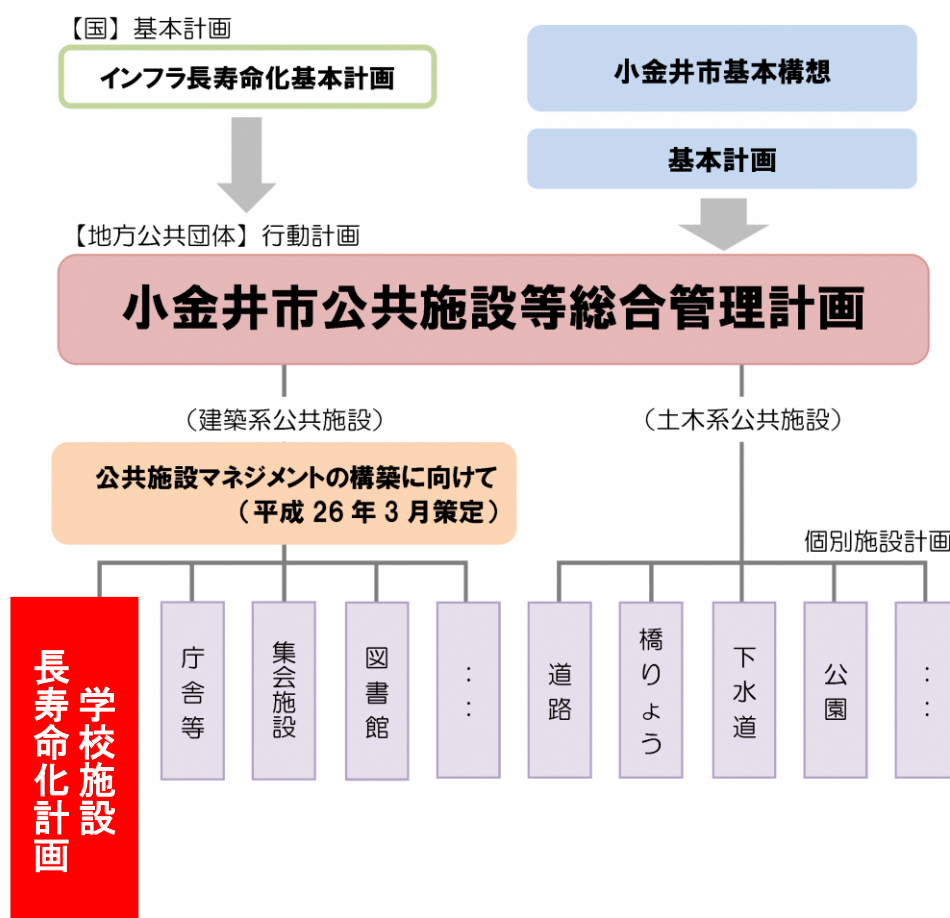 【国】基本計画
インフラ長寿命化基本計画
小金井市基本構想
基本計画
【地方公共団体】行動計画
小金井市公共施設等総合管理計画
（建築系公共施設）
（土木系公共施設）
公共施設マネジメントの構築に向けて
（平成 26 年 3 月策定）
個別施設計画
学校施設
長寿命化計画
庁舎等
集会施設
図書館
：：
道路
橋りょう
下水道
公園
：：